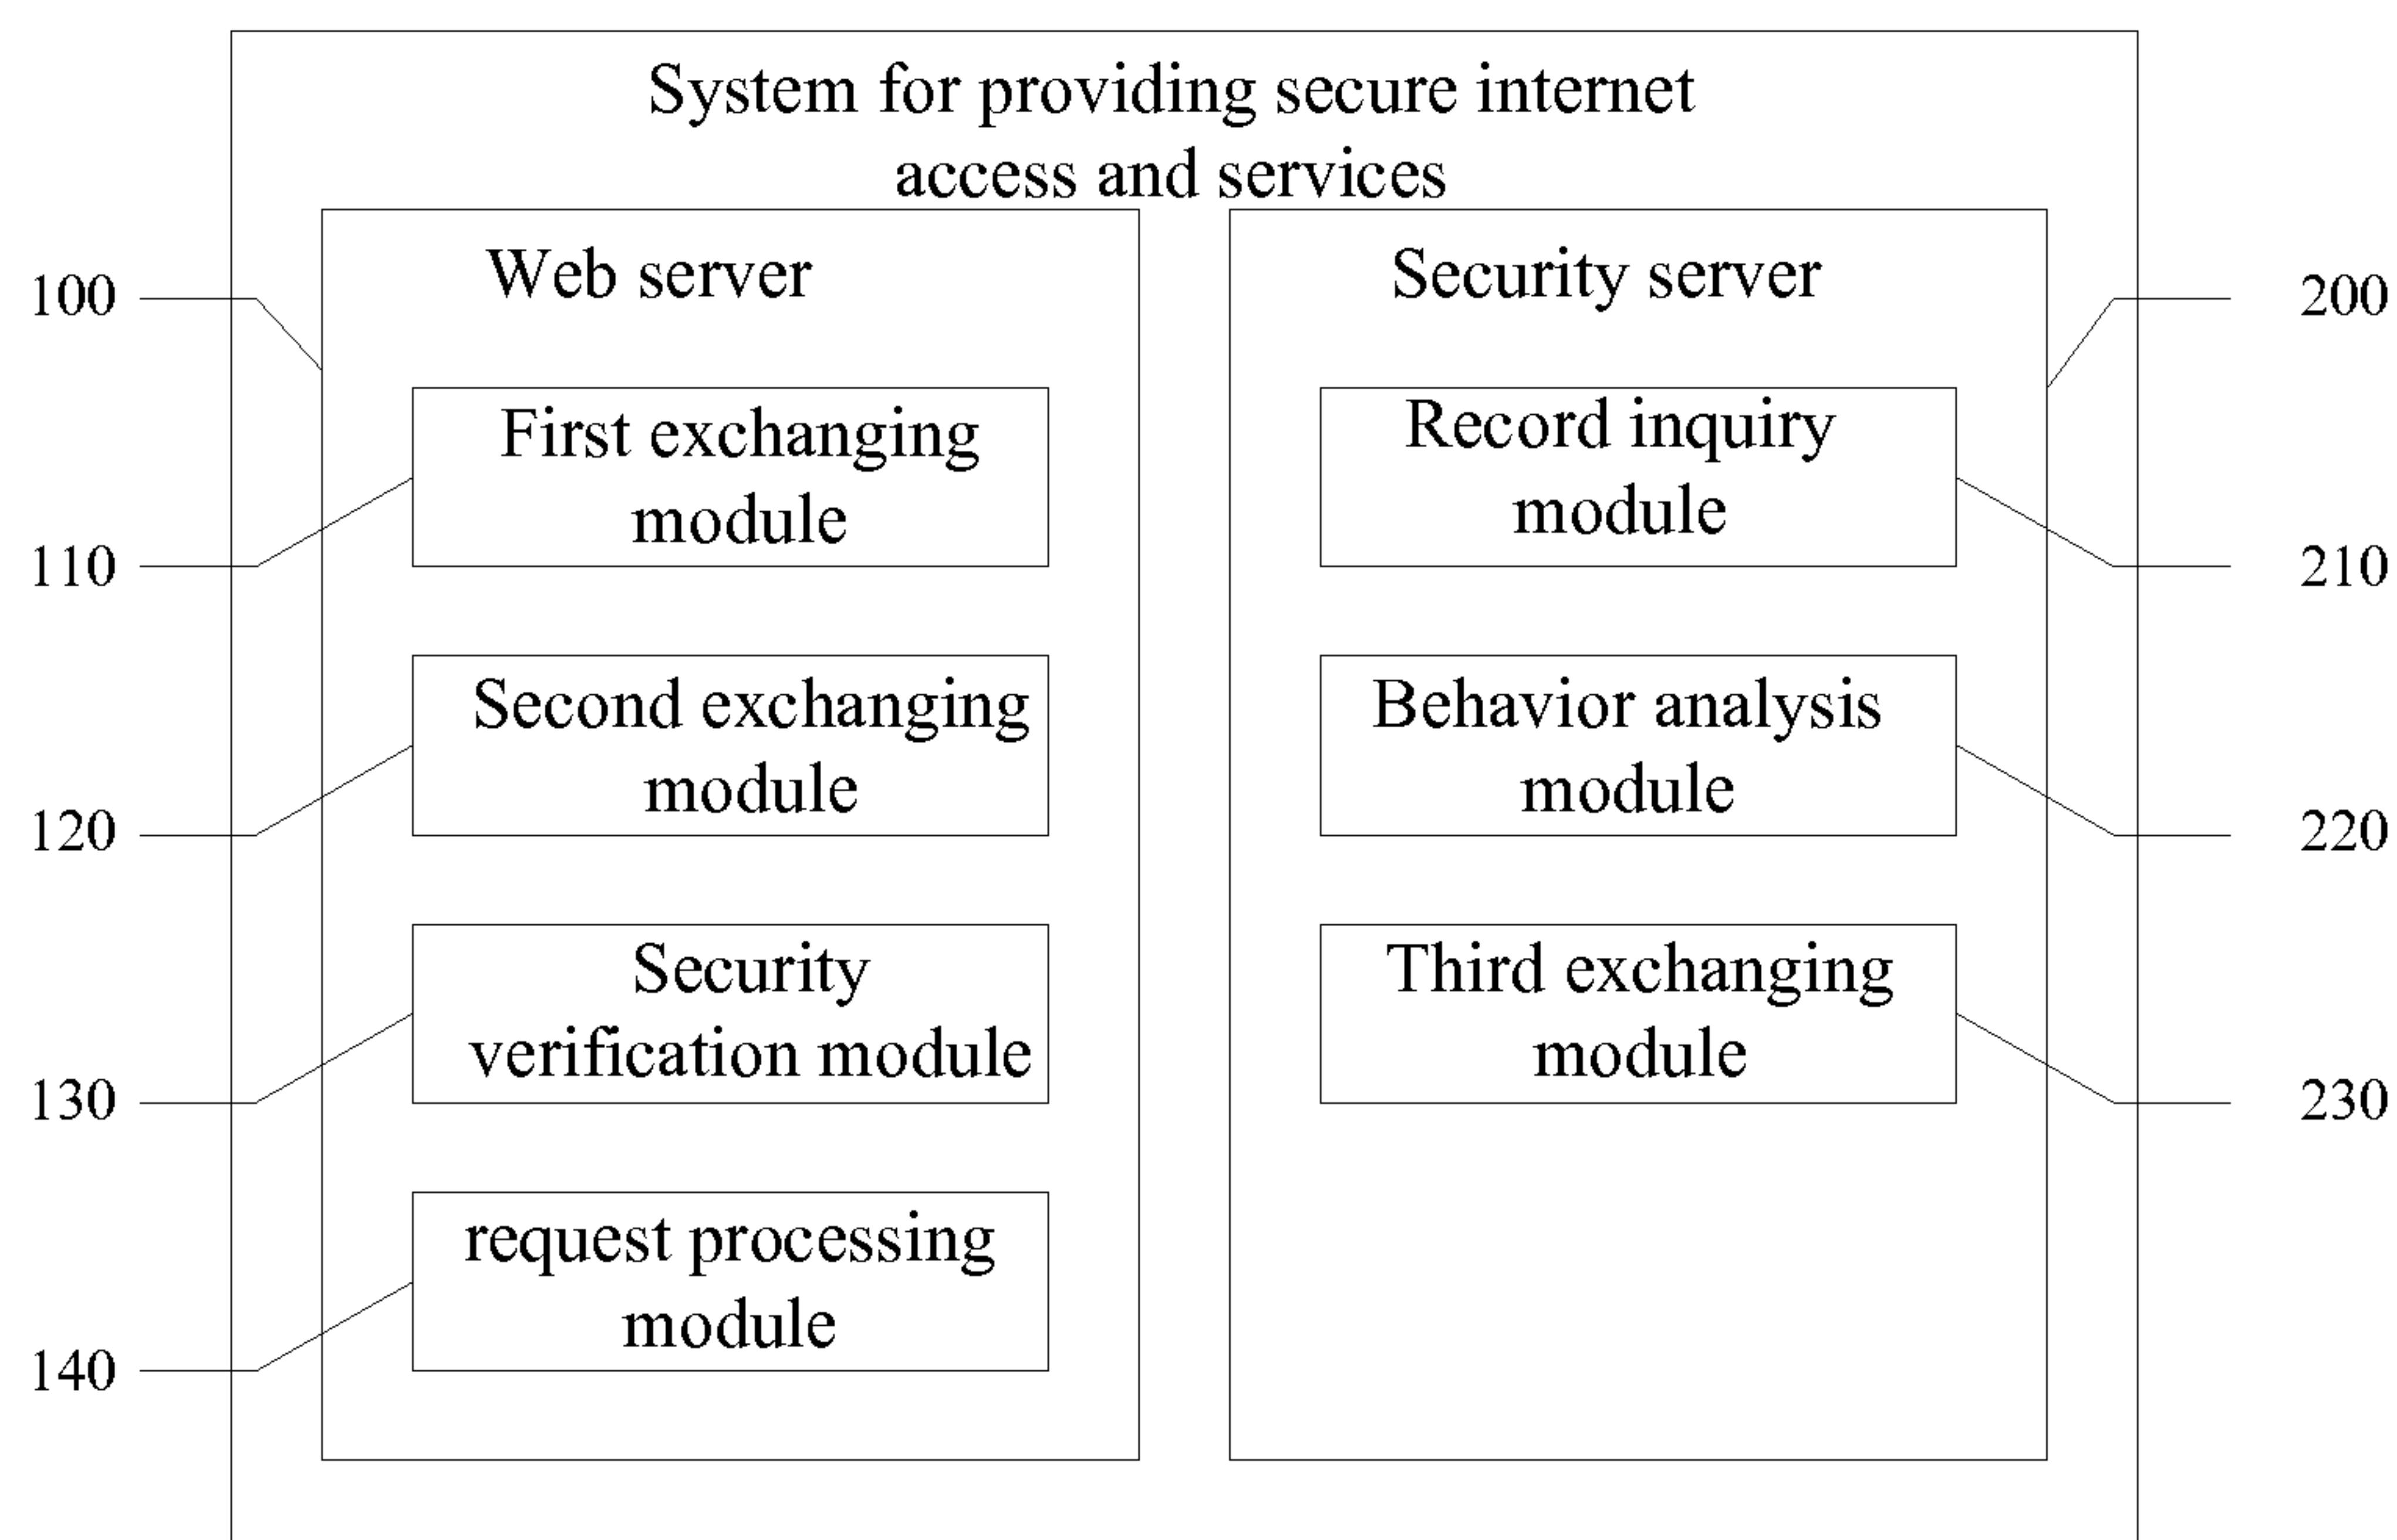 System for providing secure internet
access and services
Web server
100
First exchanging
module
110
Second exchanging
module
120
Security
verification module
130
request processing
module
140
Security server
200
Record inquiry
module
210
Behavior analysis
module
220
Third exchanging
module
230